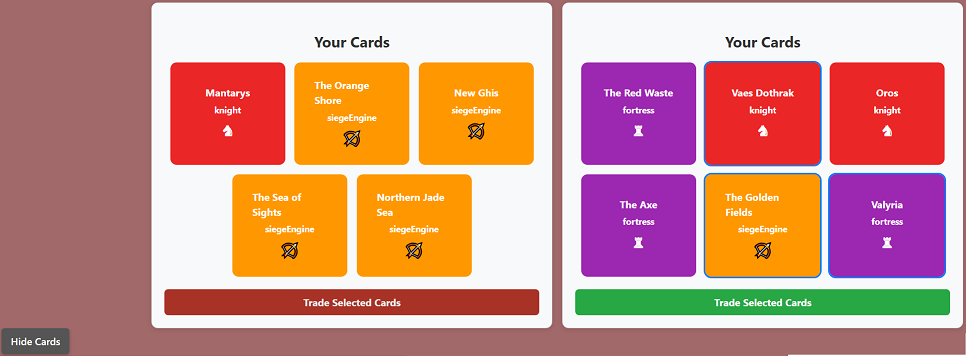 Your Cards
Mantarys
knight
The Orange
Shore
siegeEngine
New Ghis
siegeEngine
The Sea of
Sights
siegeEngine
Northern Jade
Sea
siegeEngine
Trade Selected Cards
Your Cards
The Red Waste
fortress
Vaes Dothrak
knight
Oros
knight
The Axe
fortress
The Golden
Fields
siegeEngine
Valyria
fortress
Trade Selected Cards
Hide Cards